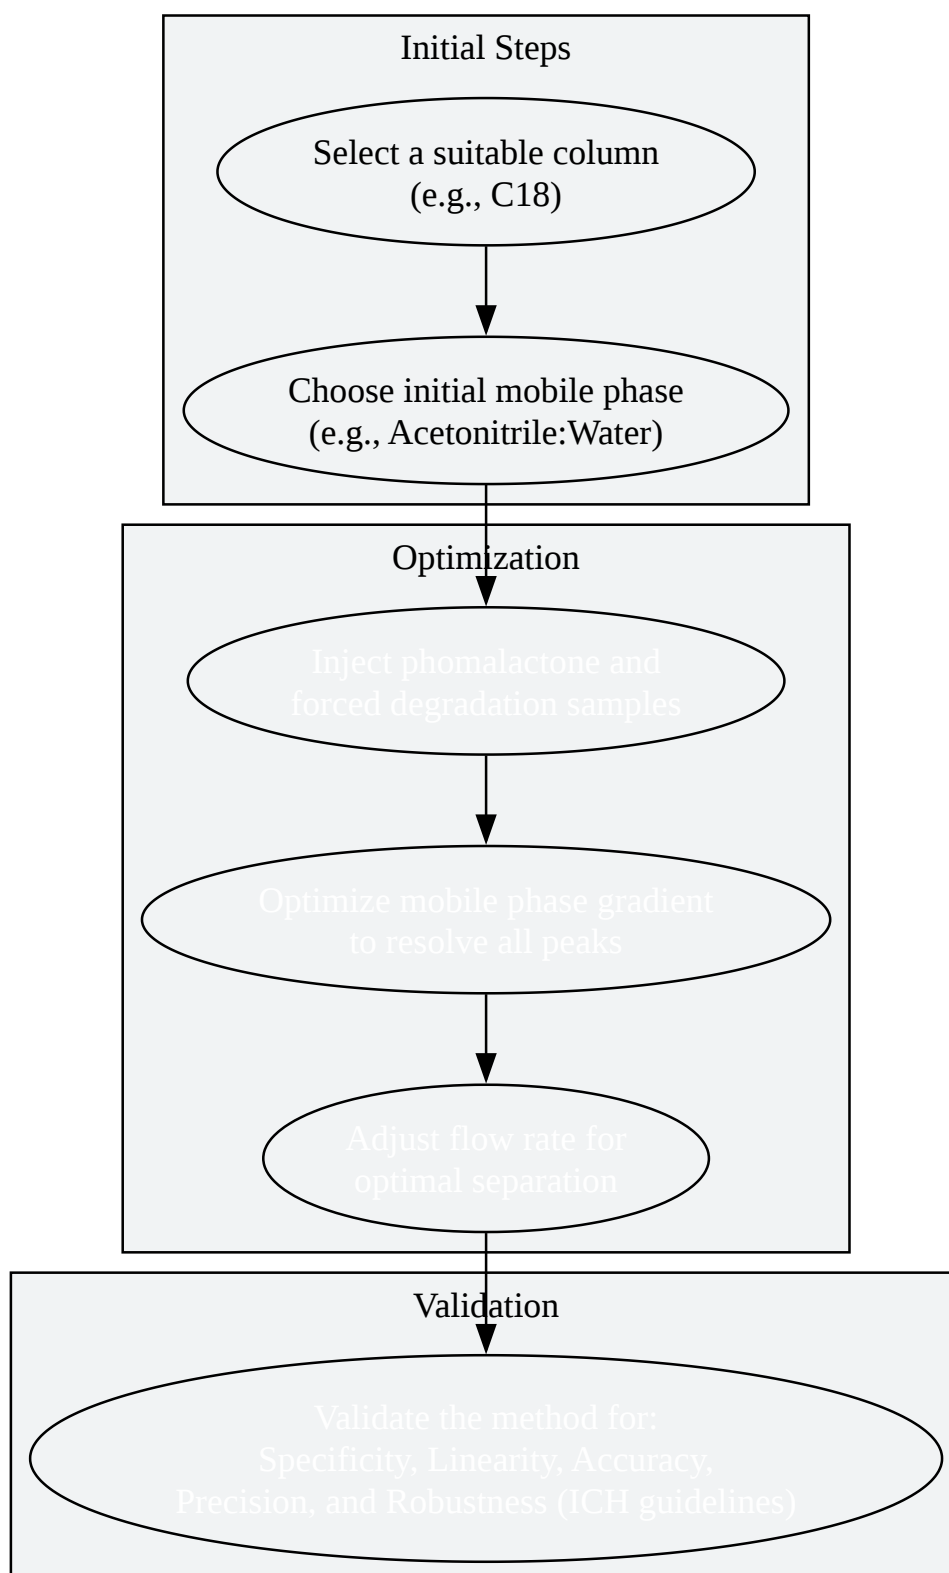 Initial Steps
Select a suitable column
(e.g., C18)
Choose initial mobile phase
(e.g., Acetonitrile:Water)
Optimization
Inject phomalactone and
forced degradation samples
Optimize mobile phase gradient
to resolve all peaks
Adjust flow rate for
optimal separation
Validation
Validate the method for:
Specificity, Linearity, Accuracy,
Precision, and Robustness (ICH guidelines)